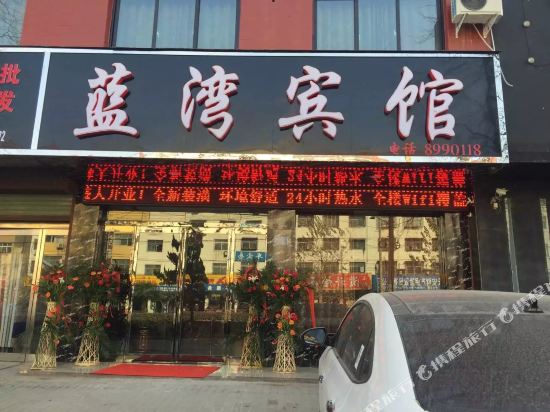 批
发
蓝湾宾馆
电话 8990118
人开业! 全新装潢 环境舒适 24小时热水 全楼WiFi覆盖
携程旅行